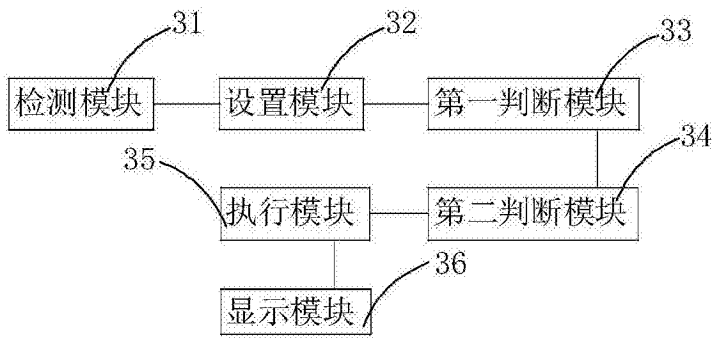 31 32 33
检测模块 设置模块 第一判断模块
35 34
执行模块 第二判断模块
36
显示模块